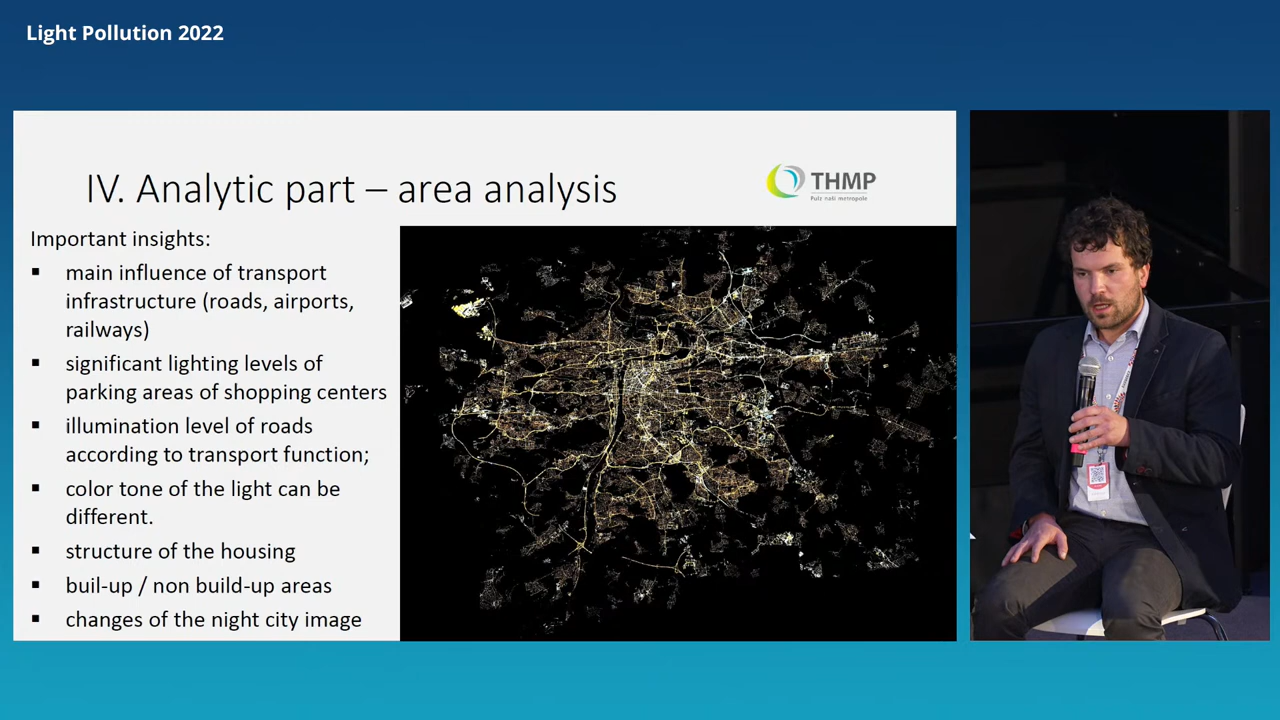 Light Pollution 2022
IV. Analytic part – area analysis
THMP
Pulz naší metropole
Important insights:
▪ main influence of transport
infrastructure (roads, airports,
railways)
▪ significant lighting levels of
parking areas of shopping centers
▪ illumination level of roads
according to transport function;
▪ color tone of the light can be
different.
▪ structure of the housing
▪ buil-up / non build-up areas
▪ changes of the night city image